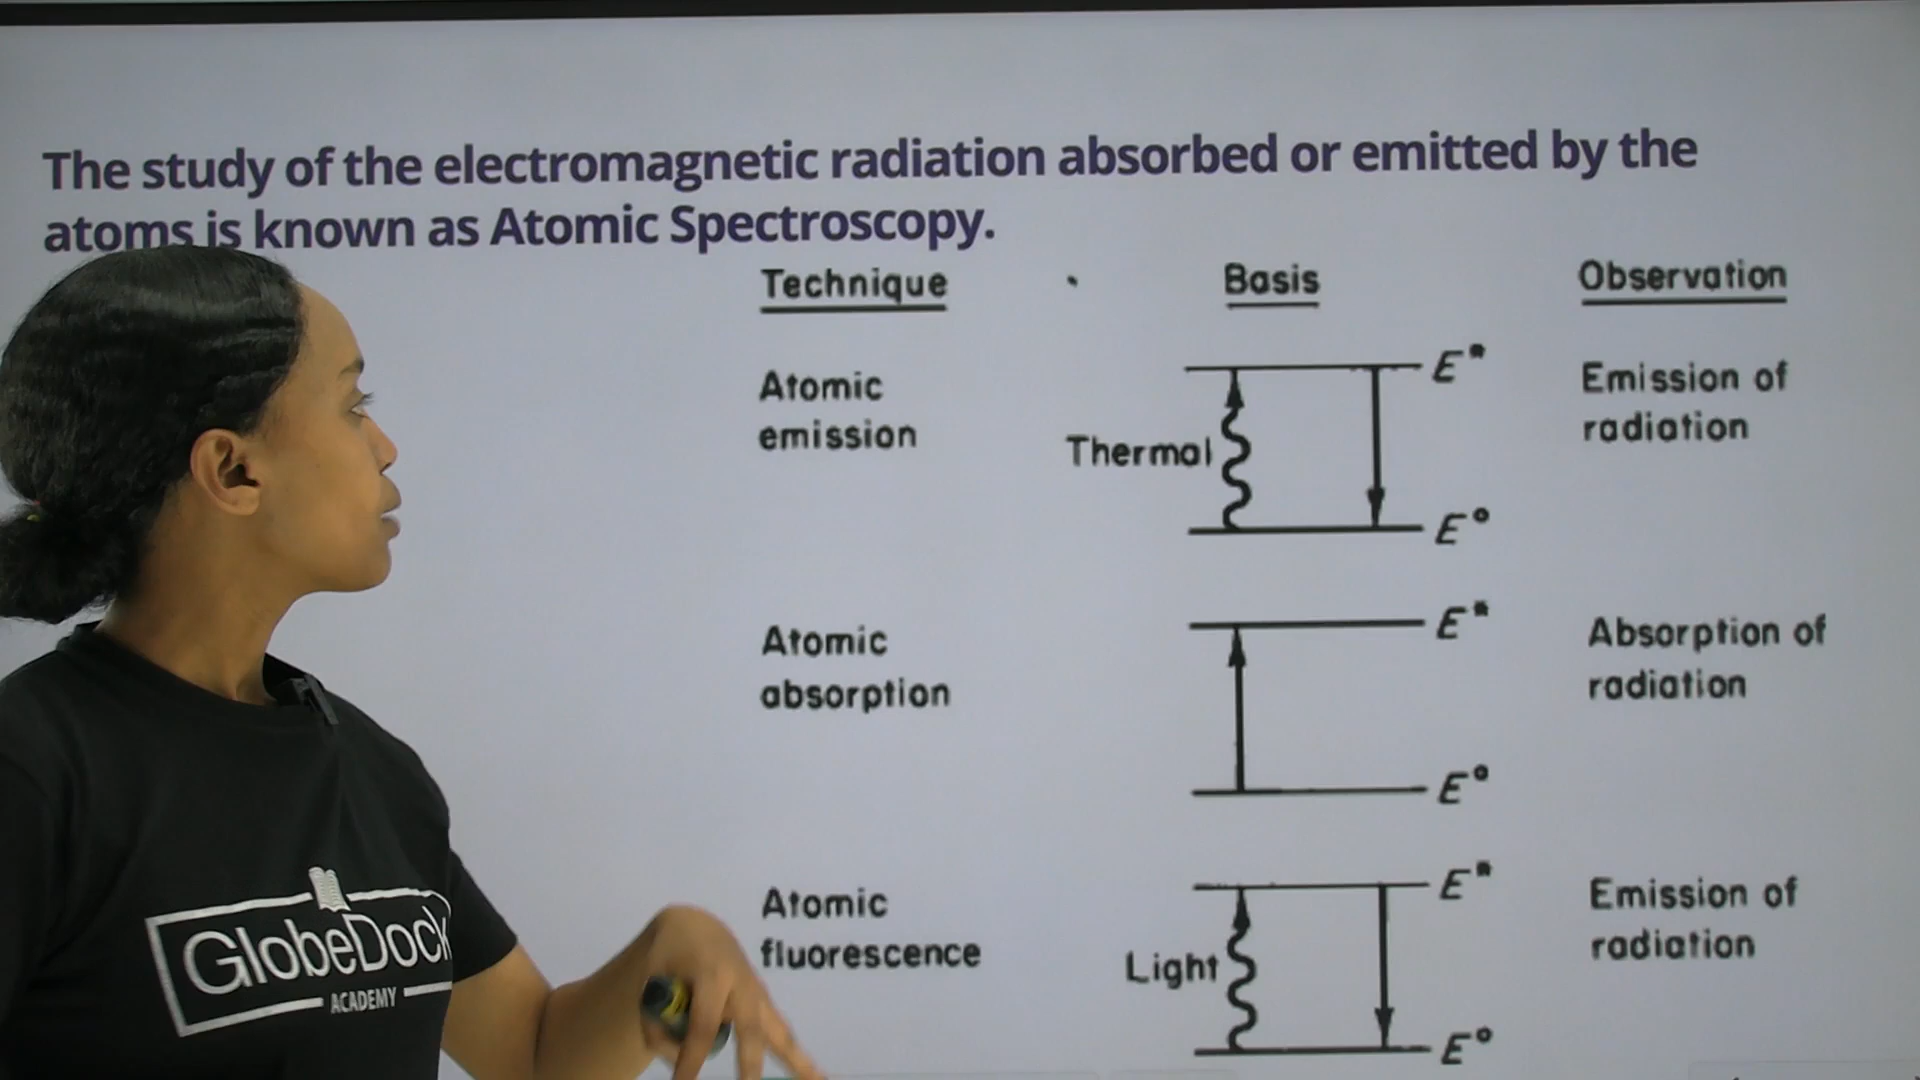 The study of the electromagnetic radiation absorbed or emitted by the
atoms is known as Atomic Spectroscopy.
Technique
Basis
Observation
Atomic
emission
Thermal
E*
E°
Emission of
radiation
Atomic
absorption
E*
E°
Absorption of
radiation
Atomic
fluorescence
Light
E*
E°
Emission of
radiation
GlobeDock
ACADEMY